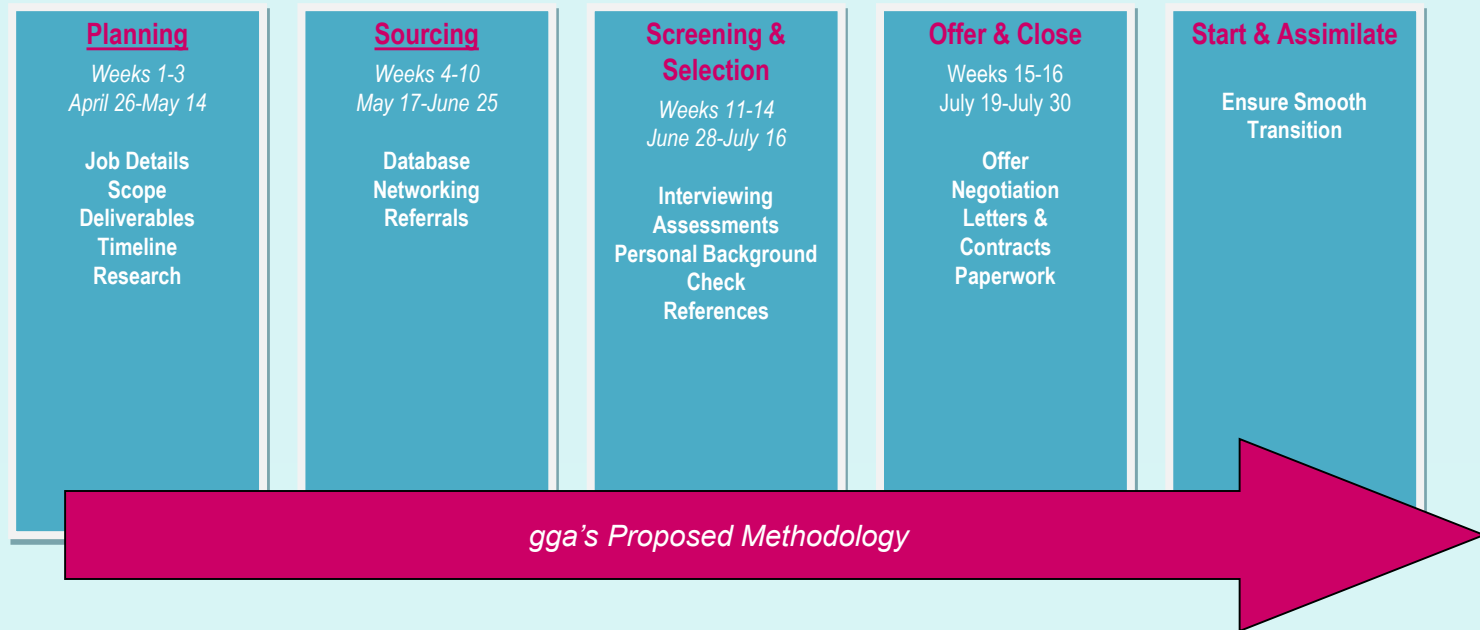 Planning
Weeks 1-3
April 26-May 14
Job Details
Scope
Deliverables
Timeline
Research
Sourcing
Weeks 4-10
May 17-June 25
Database
Networking
Referrals
Screening &
Selection
Weeks 11-14
June 28-July 16
Interviewing
Assessments
Personal Background
Check
References
Offer & Close
Weeks 15-16
July 19-July 30
Offer
Negotiation
Letters &
Contracts
Paperwork
Start & Assimilate
Ensure Smooth
Transition
gga’s Proposed Methodology